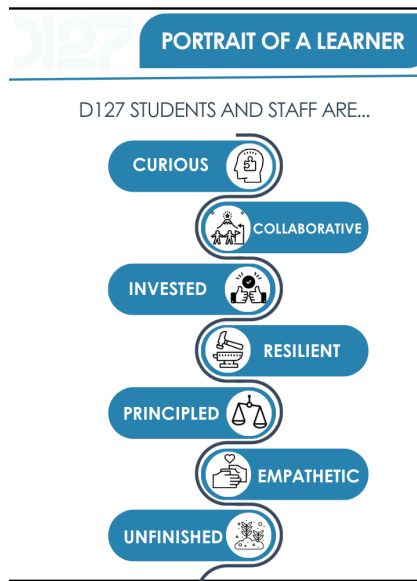 D127
PORTRAIT OF A LEARNER
D127 STUDENTS AND STAFF ARE...
CURIOUS
COLLABORATIVE
INVESTED
RESILIENT
PRINCIPLED
EMPATHETIC
UNFINISHED